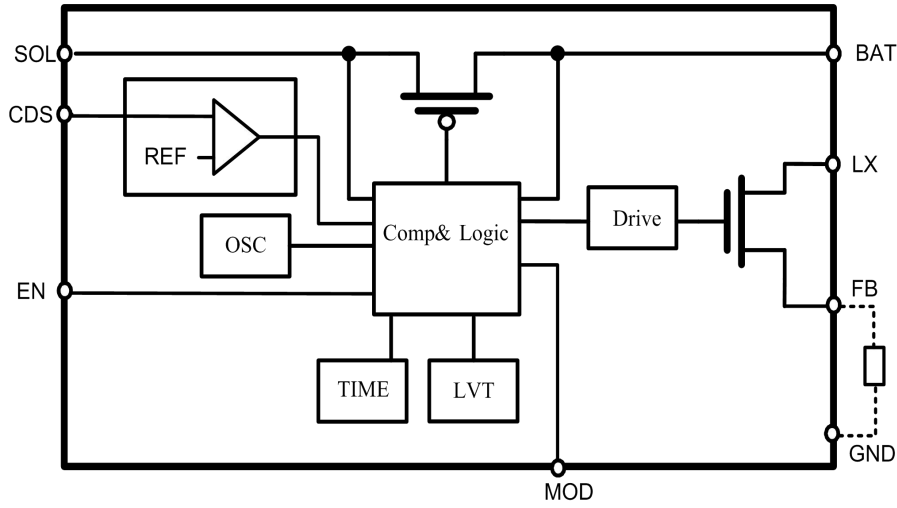 SOL
BAT
CDS
REF
LX
Comp& Logic
Drive
OSC
EN
FB
TIME
LVT
GND
MOD